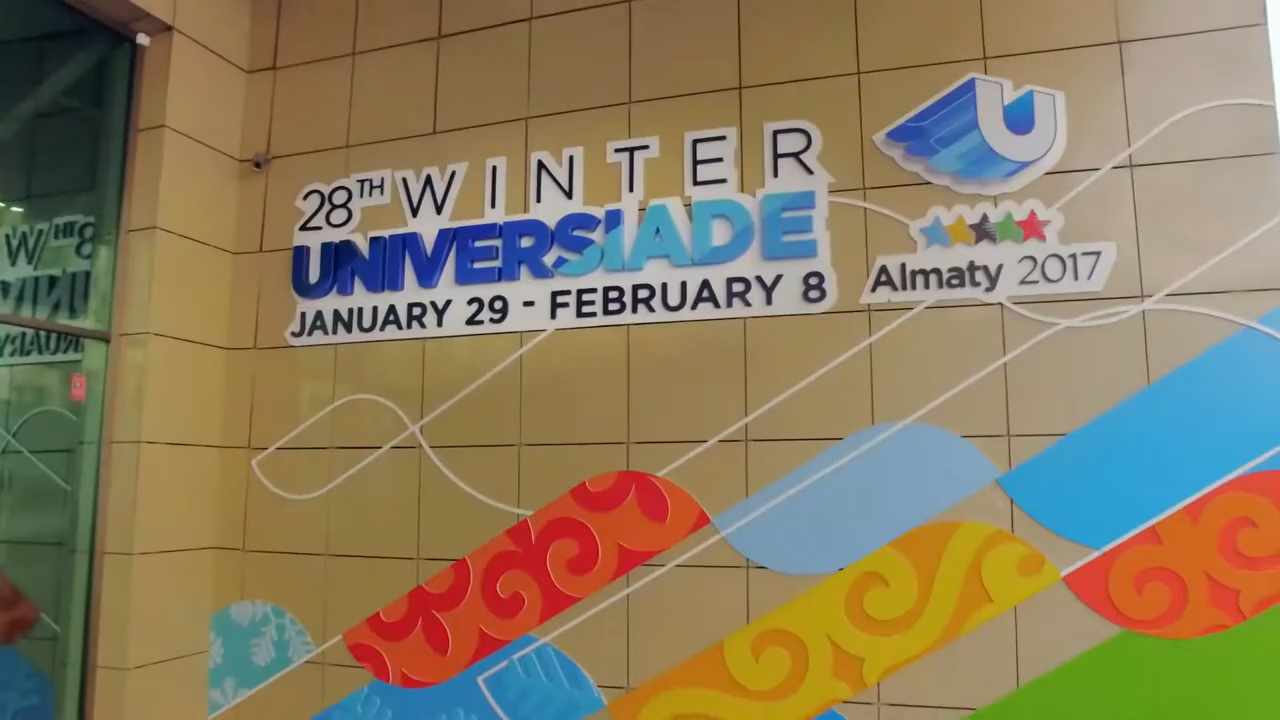 28TH WINTER
UNIVERSIADE
JANUARY 29 - FEBRUARY 8
U
Almaty 2017